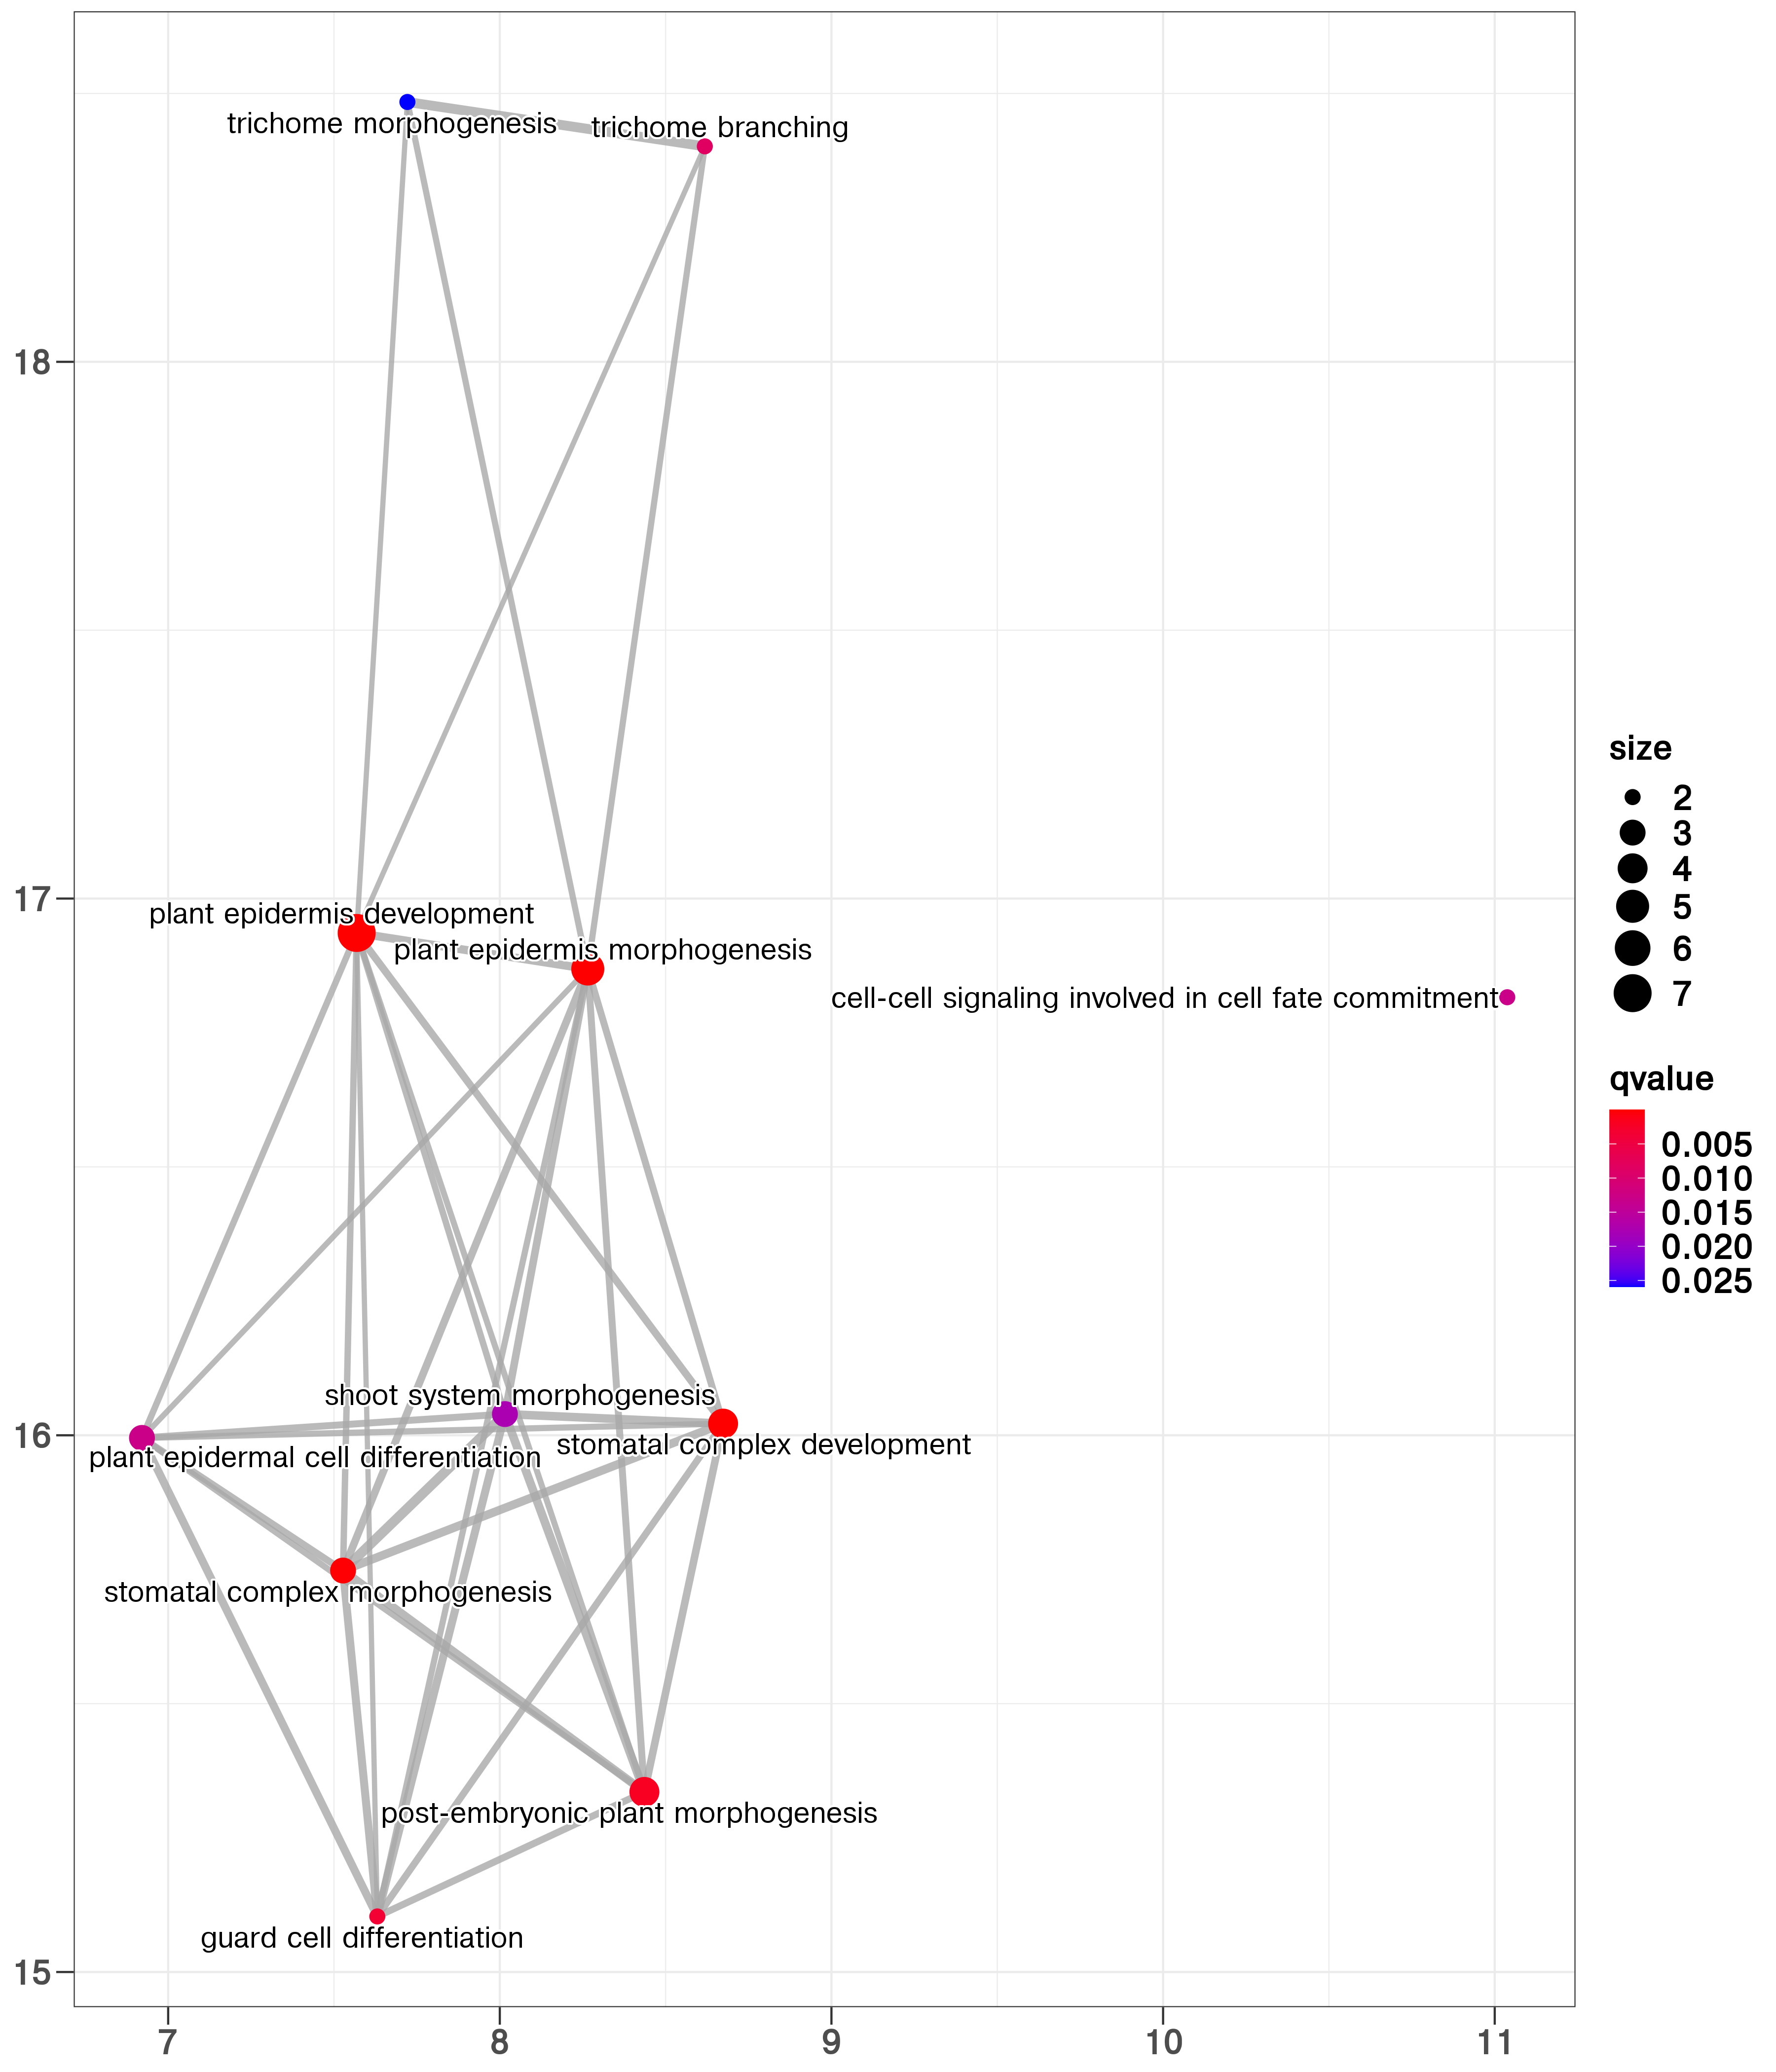 trichome morphogenesis
trichome branching
18
17
plant epidermis development
plant epidermis morphogenesis
cell-cell signaling involved in cell fate commitment
shoot system morphogenesis
16
stomatal complex development
plant epidermal cell differentiation
stomatal complex morphogenesis
post-embryonic plant morphogenesis
guard cell differentiation
15
7
8
9
10
11
size
2
3
4
5
6
7
qvalue
0.005
0.010
0.015
0.020
0.025